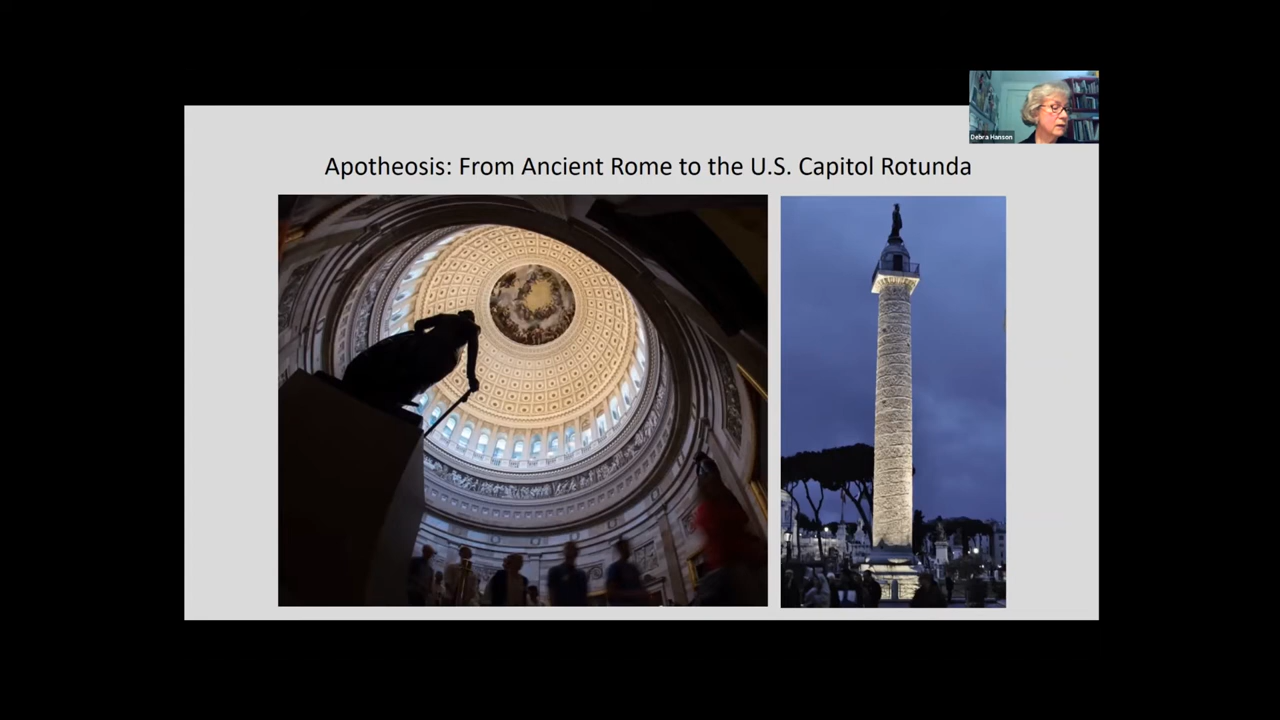 Debra Hanson
Apotheosis: From Ancient Rome to the U.S. Capitol Rotunda